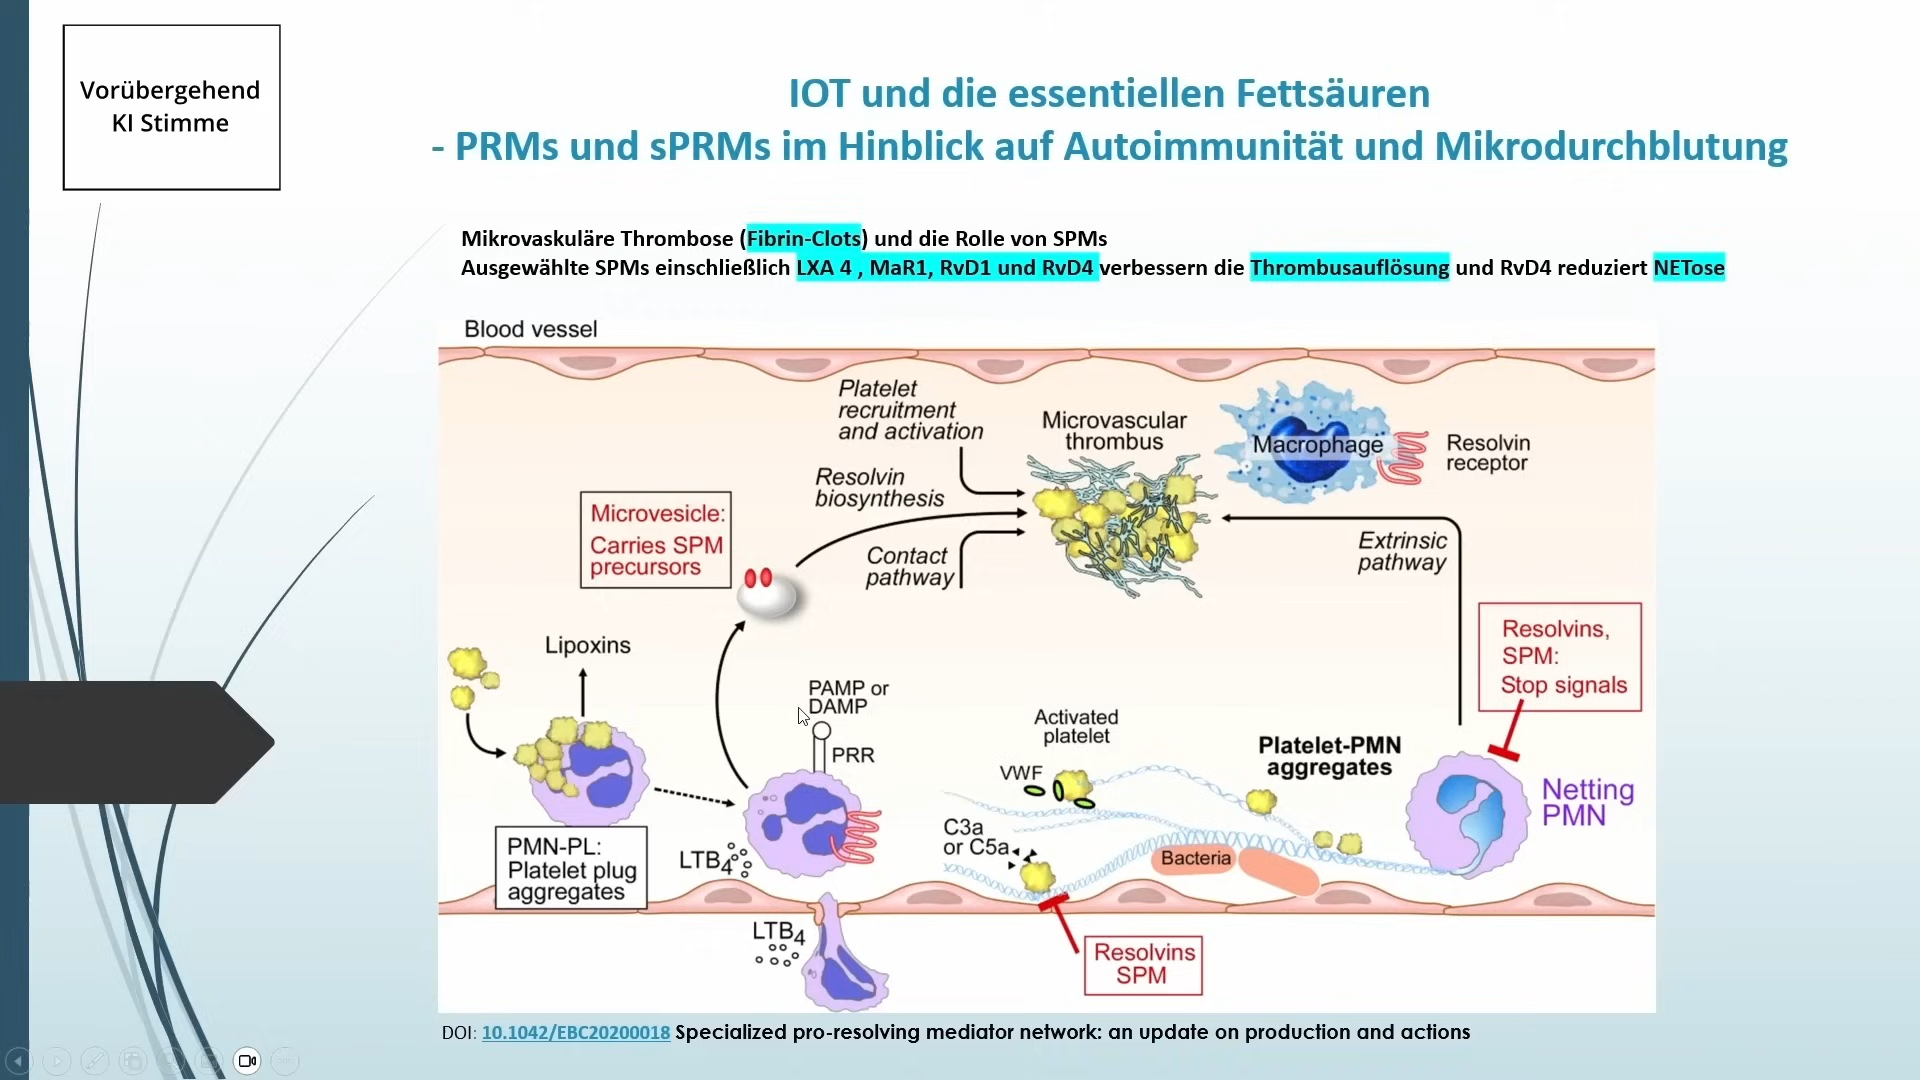 Vorübergehend
KI Stimme
IOT und die essentiellen Fettsäuren
- PRMs und sPRMs im Hinblick auf Autoimmunität und Mikrodurchblutung
Mikrovaskuläre Thrombose (Fibrin-Clots) und die Rolle von SPMs
Ausgewählte SPMs einschließlich LXA 4 , MaR1, RvD1 und RvD4 verbessern die Thrombusauflösung und RvD4 reduziert NETose
Blood vessel
Platelet
recruitment
and activation
Microvascular
thrombus
Macrophage
Resolvin
receptor
Resolvin
biosynthesis
Microvesicle:
Carries SPM
precursors
Contact
pathway
Extrinsic
pathway
Lipoxins
Resolvins,
SPM:
Stop signals
PAMP or
DAMP
PRR
Activated
platelet
VWF
Platelet-PMN
aggregates
Netting
PMN
C3a
or C5a
Bacteria
PMN-PL:
Platelet plug
aggregates
LTB4
LTB4
Resolvins
SPM
DOI: 10.1042/EBC20200018 Specialized pro-resolving mediator network: an update on production and actions